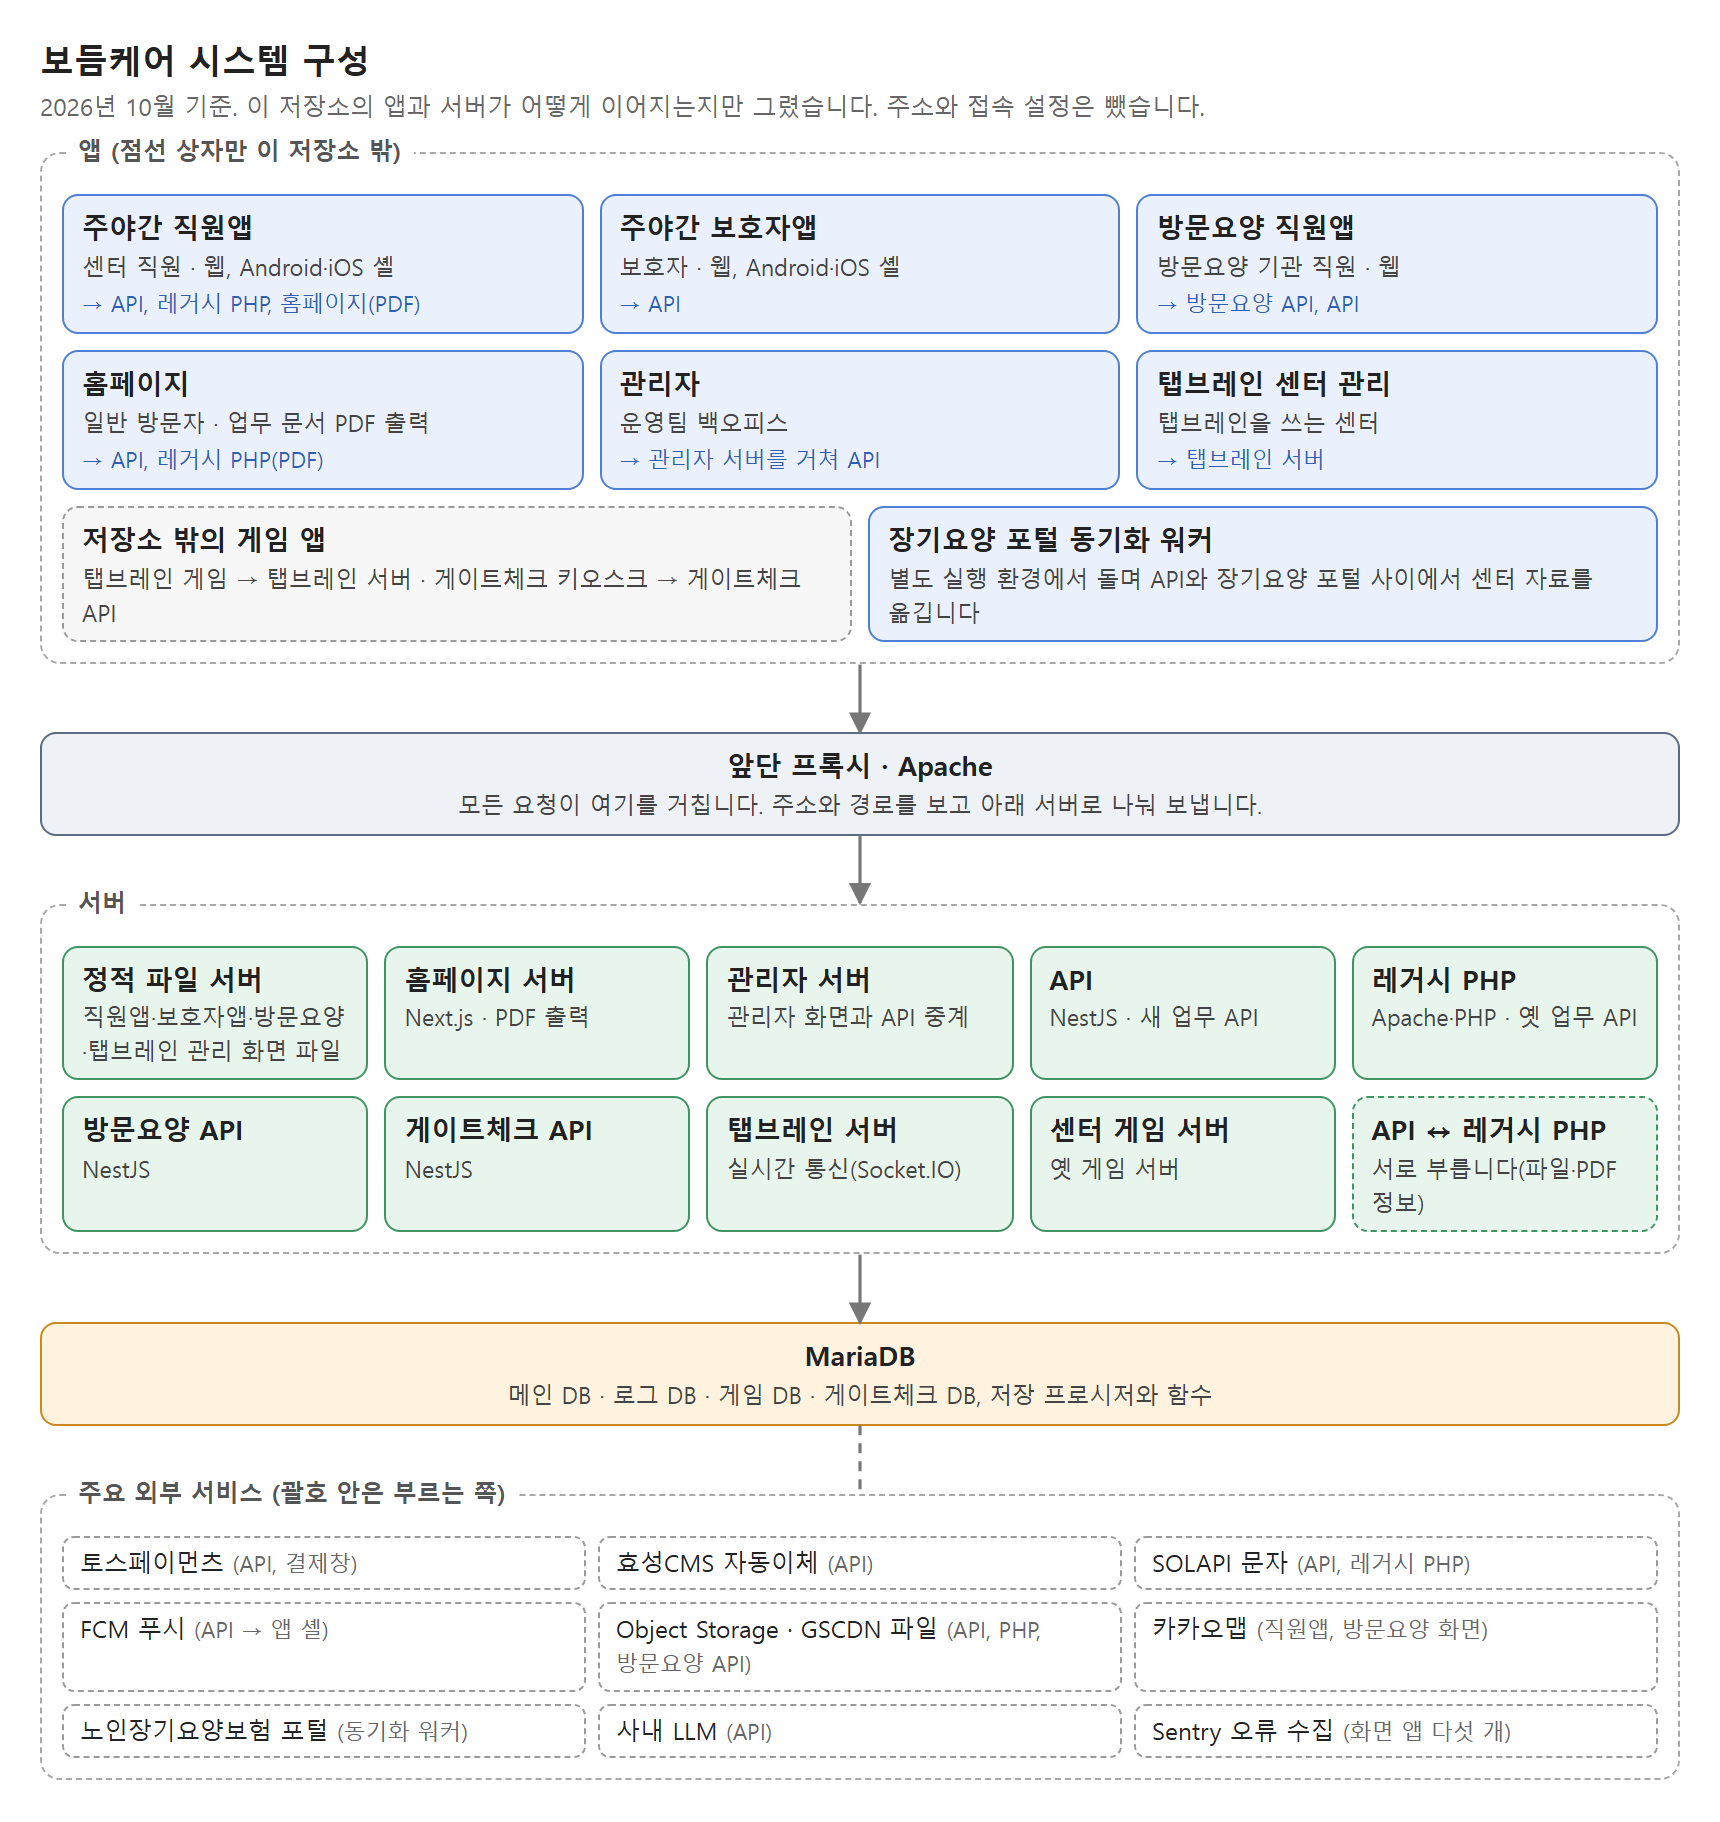 보듬케어 시스템 구성
2026년 10월 기준. 이 저장소의 앱과 서버가 어떻게 이어지는지만 그렸습니다. 주소와 접속 설정은 뺐습니다.
앱 (점선 상자만 이 저장소 밖)
주야간 직원앱
센터 직원 · 웹, Android·iOS 셸
→ API, 레거시 PHP, 홈페이지(PDF)
주야간 보호자앱
보호자 · 웹, Android·iOS 셸
→ API
방문요양 직원앱
방문요양 기관 직원 · 웹
→ 방문요양 API, API
홈페이지
일반 방문자 · 업무 문서 PDF 출력
→ API, 레거시 PHP(PDF)
관리자
운영팀 백오피스
→ 관리자 서버를 거쳐 API
탭브레인 센터 관리
탭브레인을 쓰는 센터
→ 탭브레인 서버
저장소 밖의 게임 앱
탭브레인 게임 → 탭브레인 서버 · 게이트체크 키오스크 → 게이트체크
API
장기요양 포털 동기화 워커
별도 실행 환경에서 돌며 API와 장기요양 포털 사이에서 센터 자료를
옮깁니다
앞단 프록시 · Apache
모든 요청이 여기를 거칩니다. 주소와 경로를 보고 아래 서버로 나눠 보냅니다.
서버
정적 파일 서버
직원앱·보호자앱·방문요양
·탭브레인 관리 화면 파일
홈페이지 서버
Next.js · PDF 출력
관리자 서버
관리자 화면과 API 중계
API
NestJS · 새 업무 API
레거시 PHP
Apache·PHP · 옛 업무 API
방문요양 API
NestJS
게이트체크 API
NestJS
탭브레인 서버
실시간 통신(Socket.IO)
센터 게임 서버
옛 게임 서버
API ↔ 레거시 PHP
서로 부릅니다(파일·PDF
정보)
MariaDB
메인 DB · 로그 DB · 게임 DB · 게이트체크 DB, 저장 프로시저와 함수
주요 외부 서비스 (괄호 안은 부르는 쪽)
토스페이먼츠 (API, 결제창)
효성CMS 자동이체 (API)
SOLAPI 문자 (API, 레거시 PHP)
FCM 푸시 (API → 앱 셸)
Object Storage · GSCDN 파일 (API, PHP,
방문요양 API)
카카오맵 (직원앱, 방문요양 화면)
노인장기요양보험 포털 (동기화 워커)
사내 LLM (API)
Sentry 오류 수집 (화면 앱 다섯 개)